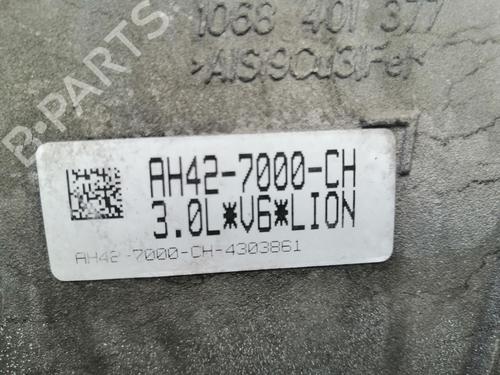 1068 401 377
>AlSi9Cu3(Fe)<
AH42-7000-CH
3.0L*V6*LION
AH42-7000-CH-4303861
B-PARTS